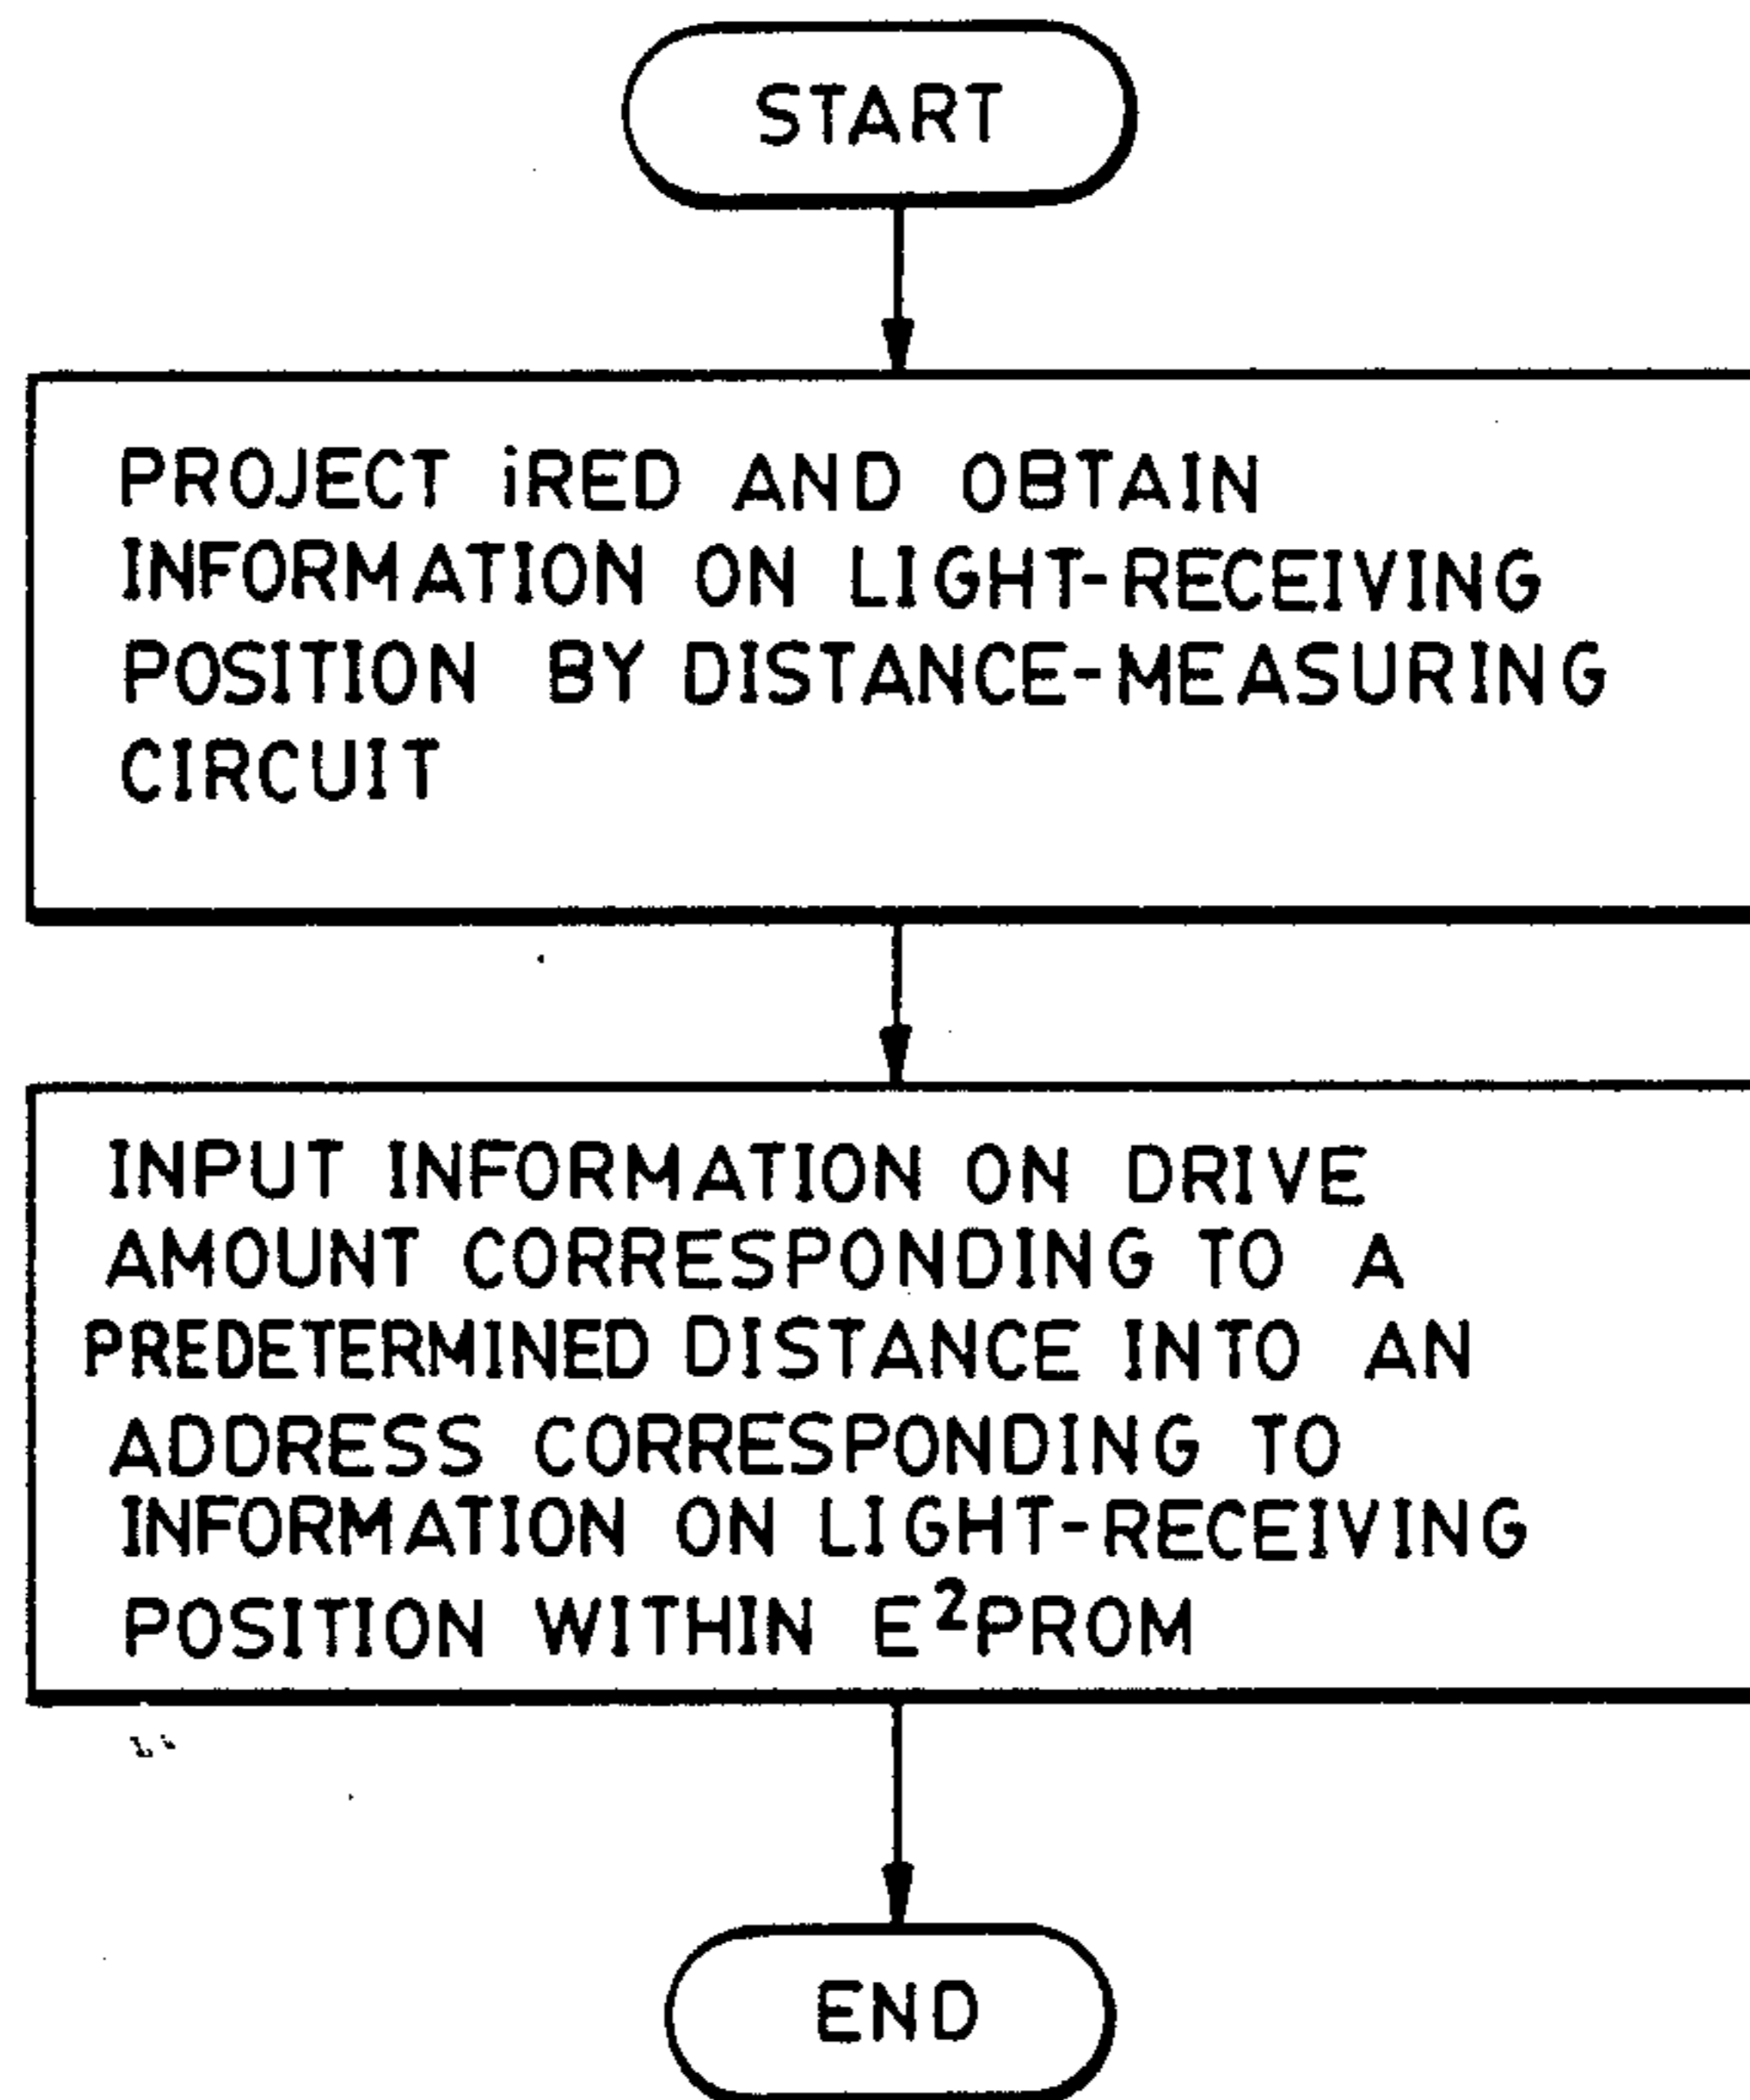 START
PROJECT iRED AND OBTAIN
INFORMATION ON LIGHT-RECEIVING
POSITION BY DISTANCE-MEASURING
CIRCUIT
INPUT INFORMATION ON DRIVE
AMOUNT CORRESPONDING TO A
PREDETERMINED DISTANCE INTO AN
ADDRESS CORRESPONDING TO
INFORMATION ON LIGHT-RECEIVING
POSITION WITHIN E²PROM
END